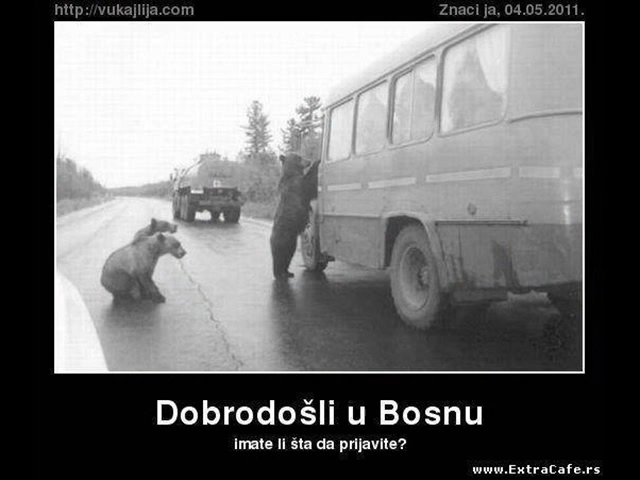 http://vukajlija.com
Znaci ja, 04.05.2011.
Dobrodošli u Bosnu
imate li šta da prijavite?
www.ExtraCafe.rs